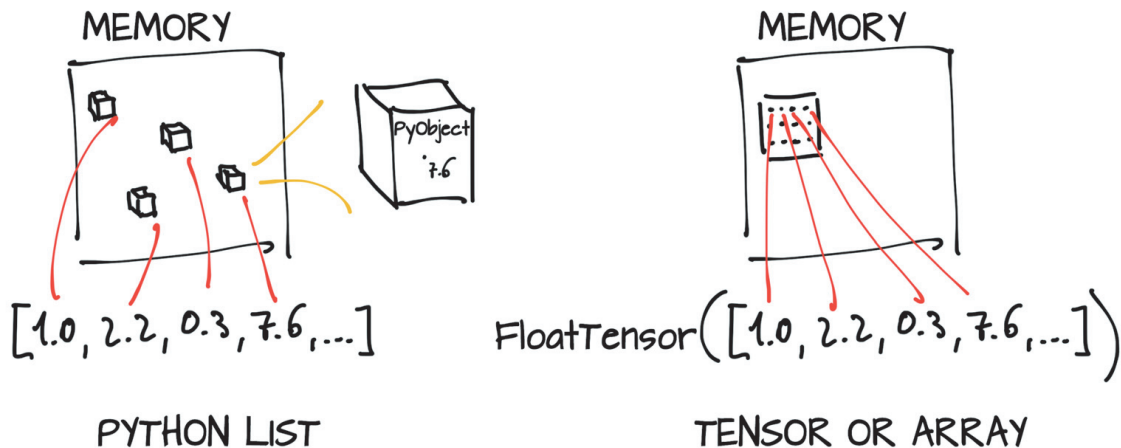 MEMORY
PyObject
7.6
[1.0, 2.2, 0.3, 7.6, ...]
PYTHON LIST
MEMORY
FloatTensor([1.0, 2.2, 0.3, 7.6, ...])
TENSOR OR ARRAY